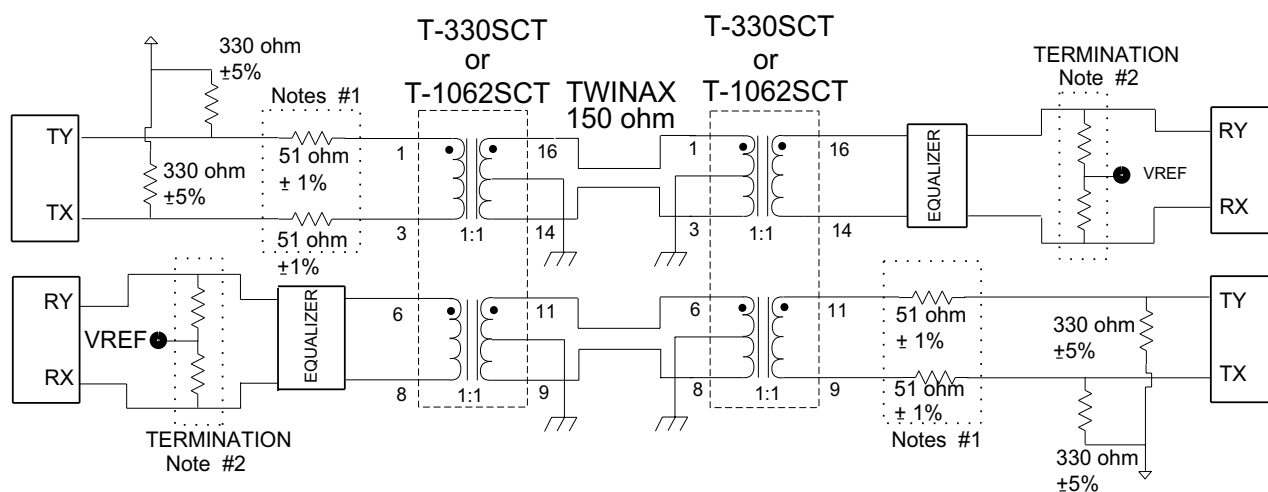 T-330SCT
or
T-1062SCT
T-330SCT
or
T-1062SCT
TWINAX
150 ohm
TERMINATION
Note #2
330 ohm
±5%
Notes #1
TY
TX
330 ohm
±5%
51 ohm
± 1%
51 ohm
±1%
1
3
16
14
1:1
1
3
16
14
1:1
EQUALIZER
VREF
RY
RX
RY
RX
VREF
TERMINATION
Note #2
EQUALIZER
6
8
11
9
1:1
6
8
11
9
1:1
51 ohm
± 1%
51 ohm
± 1%
Notes #1
330 ohm
±5%
330 ohm
±5%
TY
TX